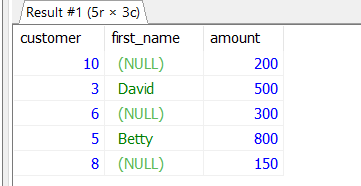 Result #1 (5r × 3c)
customer first_name amount
10 (NULL) 200
3 David 500
6 (NULL) 300
5 Betty 800
8 (NULL) 150